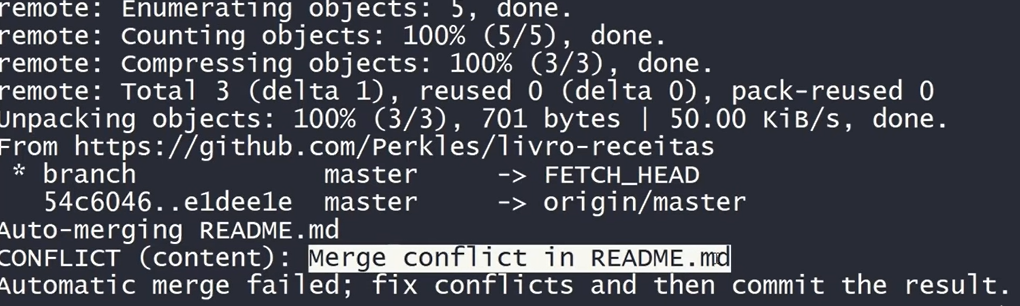 remote: Enumerating objects: 5, done.
remote: Counting objects: 100% (5/5), done.
remote: Compressing objects: 100% (3/3), done.
remote: Total 3 (delta 1), reused 0 (delta 0), pack-reused 0
Unpacking objects: 100% (3/3), 701 bytes | 50.00 KiB/s, done.
From https://github.com/Perkles/livro-receitas
 * branch            master     -> FETCH_HEAD
   54c6046..e1dee1e  master     -> origin/master
Auto-merging README.md
CONFLICT (content): Merge conflict in README.md
Automatic merge failed; fix conflicts and then commit the result.